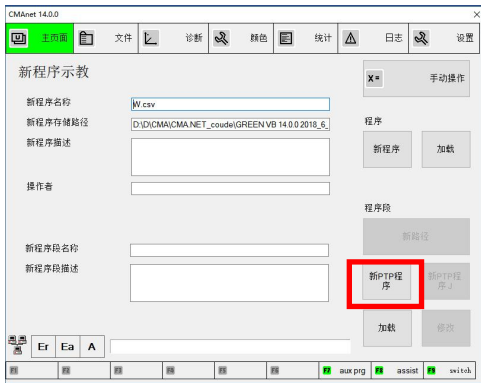 CMAnet 14.0.0
主页面 文件 诊断 颜色 统计 日志 设置
新程序示教
X= 手动操作
新程序名称 W.csv
新程序存储路径 D:\D\CMA\CMA.NET_coude\GREEN VB 14.0.0 2018_6_
程序
新程序描述
新程序 加载
操作者
程序段
新路径
新程序段名称
新程序段描述
新PTP程序
新PTP程序 J
加载 修改
Er Ea A
F1 F2 F3 F4 F5 F6 F7 aux prg F8 assist F9 switch